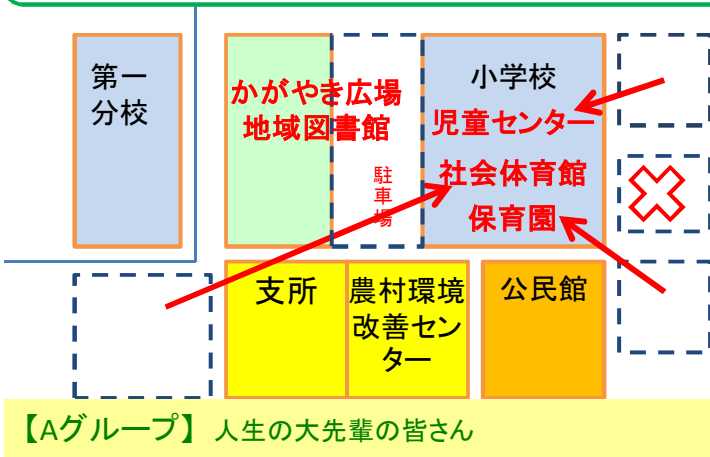 第一
分校
かがやき広場
地域図書館
駐
車
場
小学校
児童センター
社会体育館
保育園
支所
農村環境
改善セン
ター
公民館
【Aグループ】人生の大先輩の皆さん